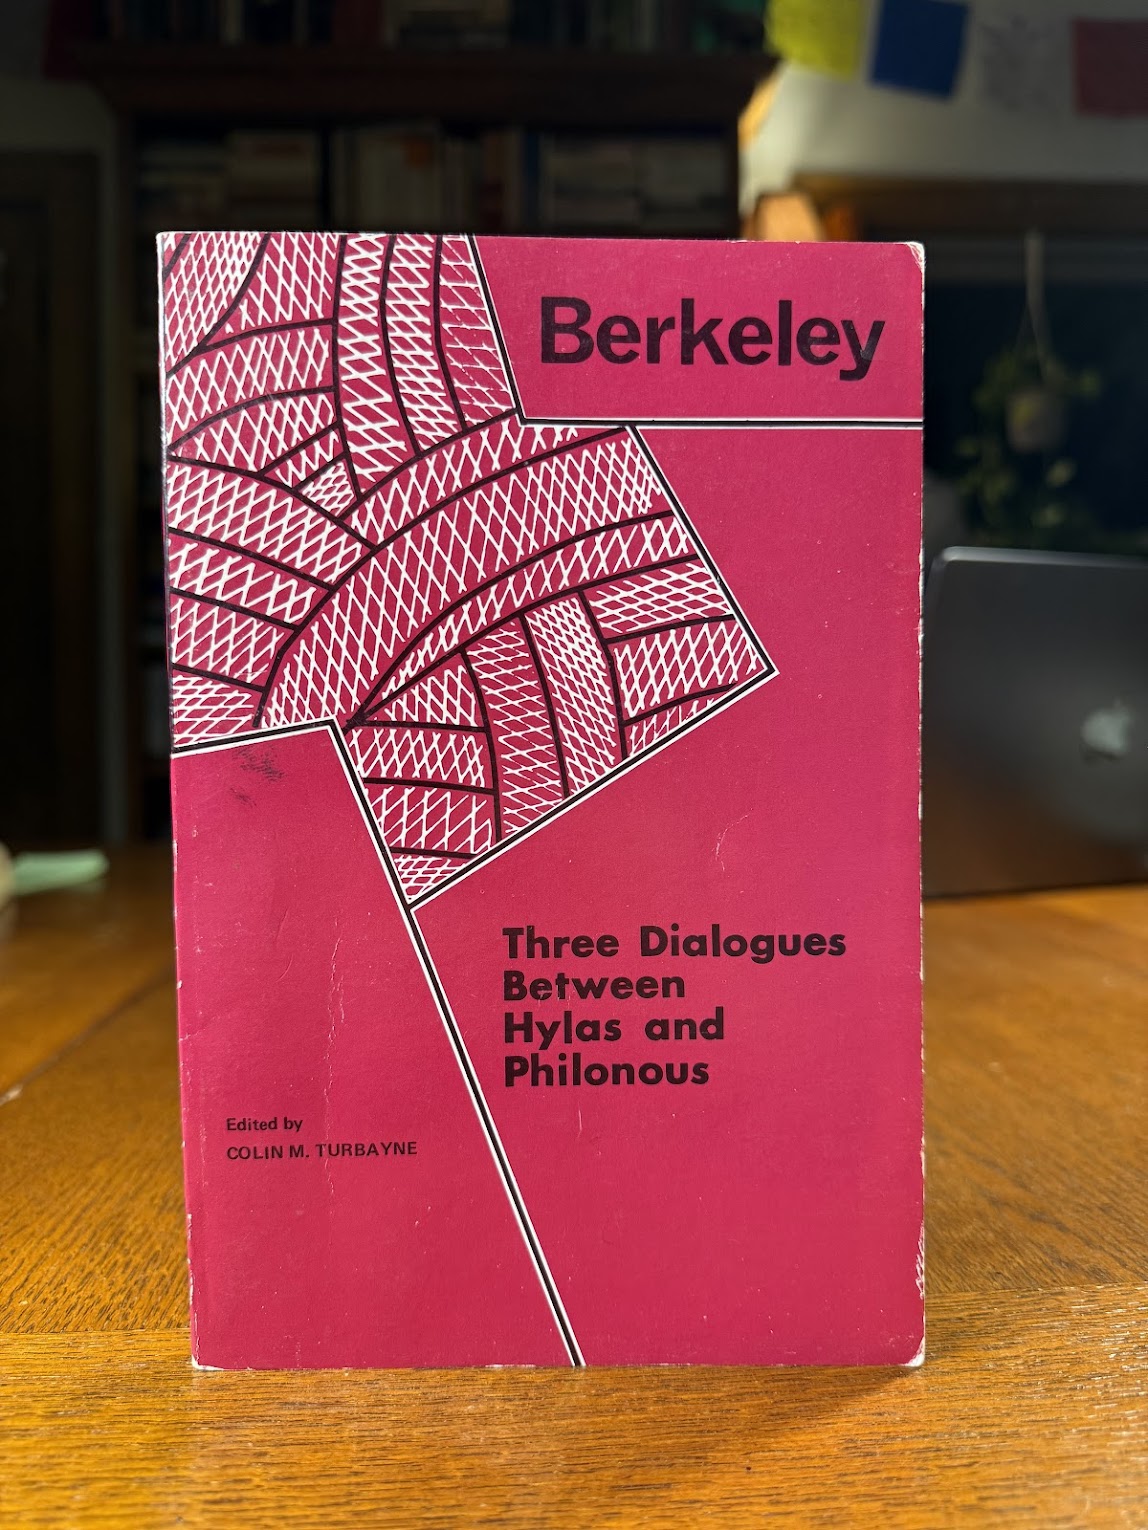 Berkeley
Three Dialogues
Between
Hylas and
Philonous
Edited by
COLIN M. TURBAYNE